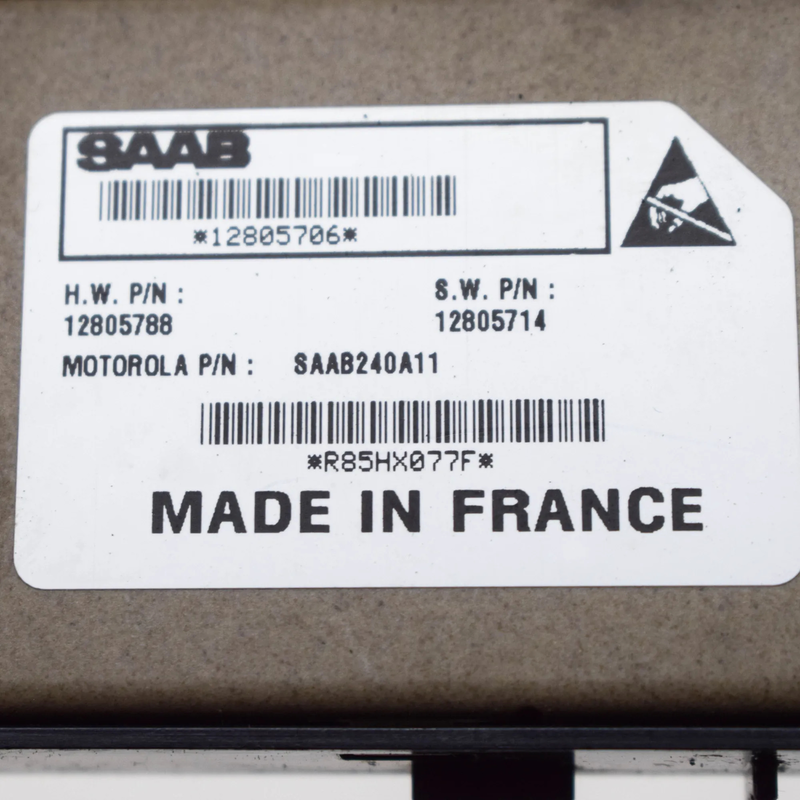 SAAB
*12805706*
H.W. P/N : S.W. P/N :
12805788 12805714
MOTOROLA P/N : SAAB240A11
*R85HX077F*
MADE IN FRANCE